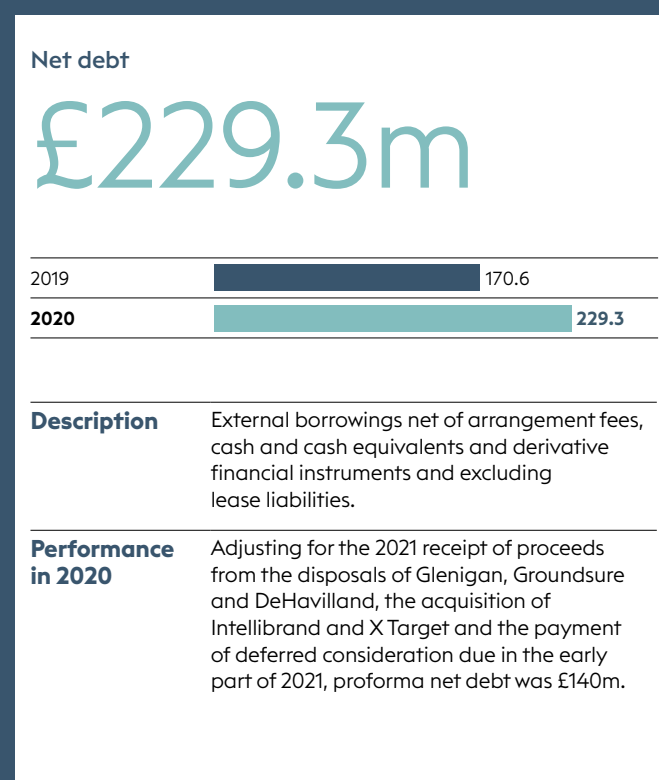 Net debt
£229.3m
2019 170.6
2020 229.3
Description
External borrowings net of arrangement fees,
cash and cash equivalents and derivative
financial instruments and excluding
lease liabilities.
Performance
in 2020
Adjusting for the 2021 receipt of proceeds
from the disposals of Glenigan, Groundsure
and DeHavilland, the acquisition of
Intellibrand and X Target and the payment
of deferred consideration due in the early
part of 2021, proforma net debt was £140m.